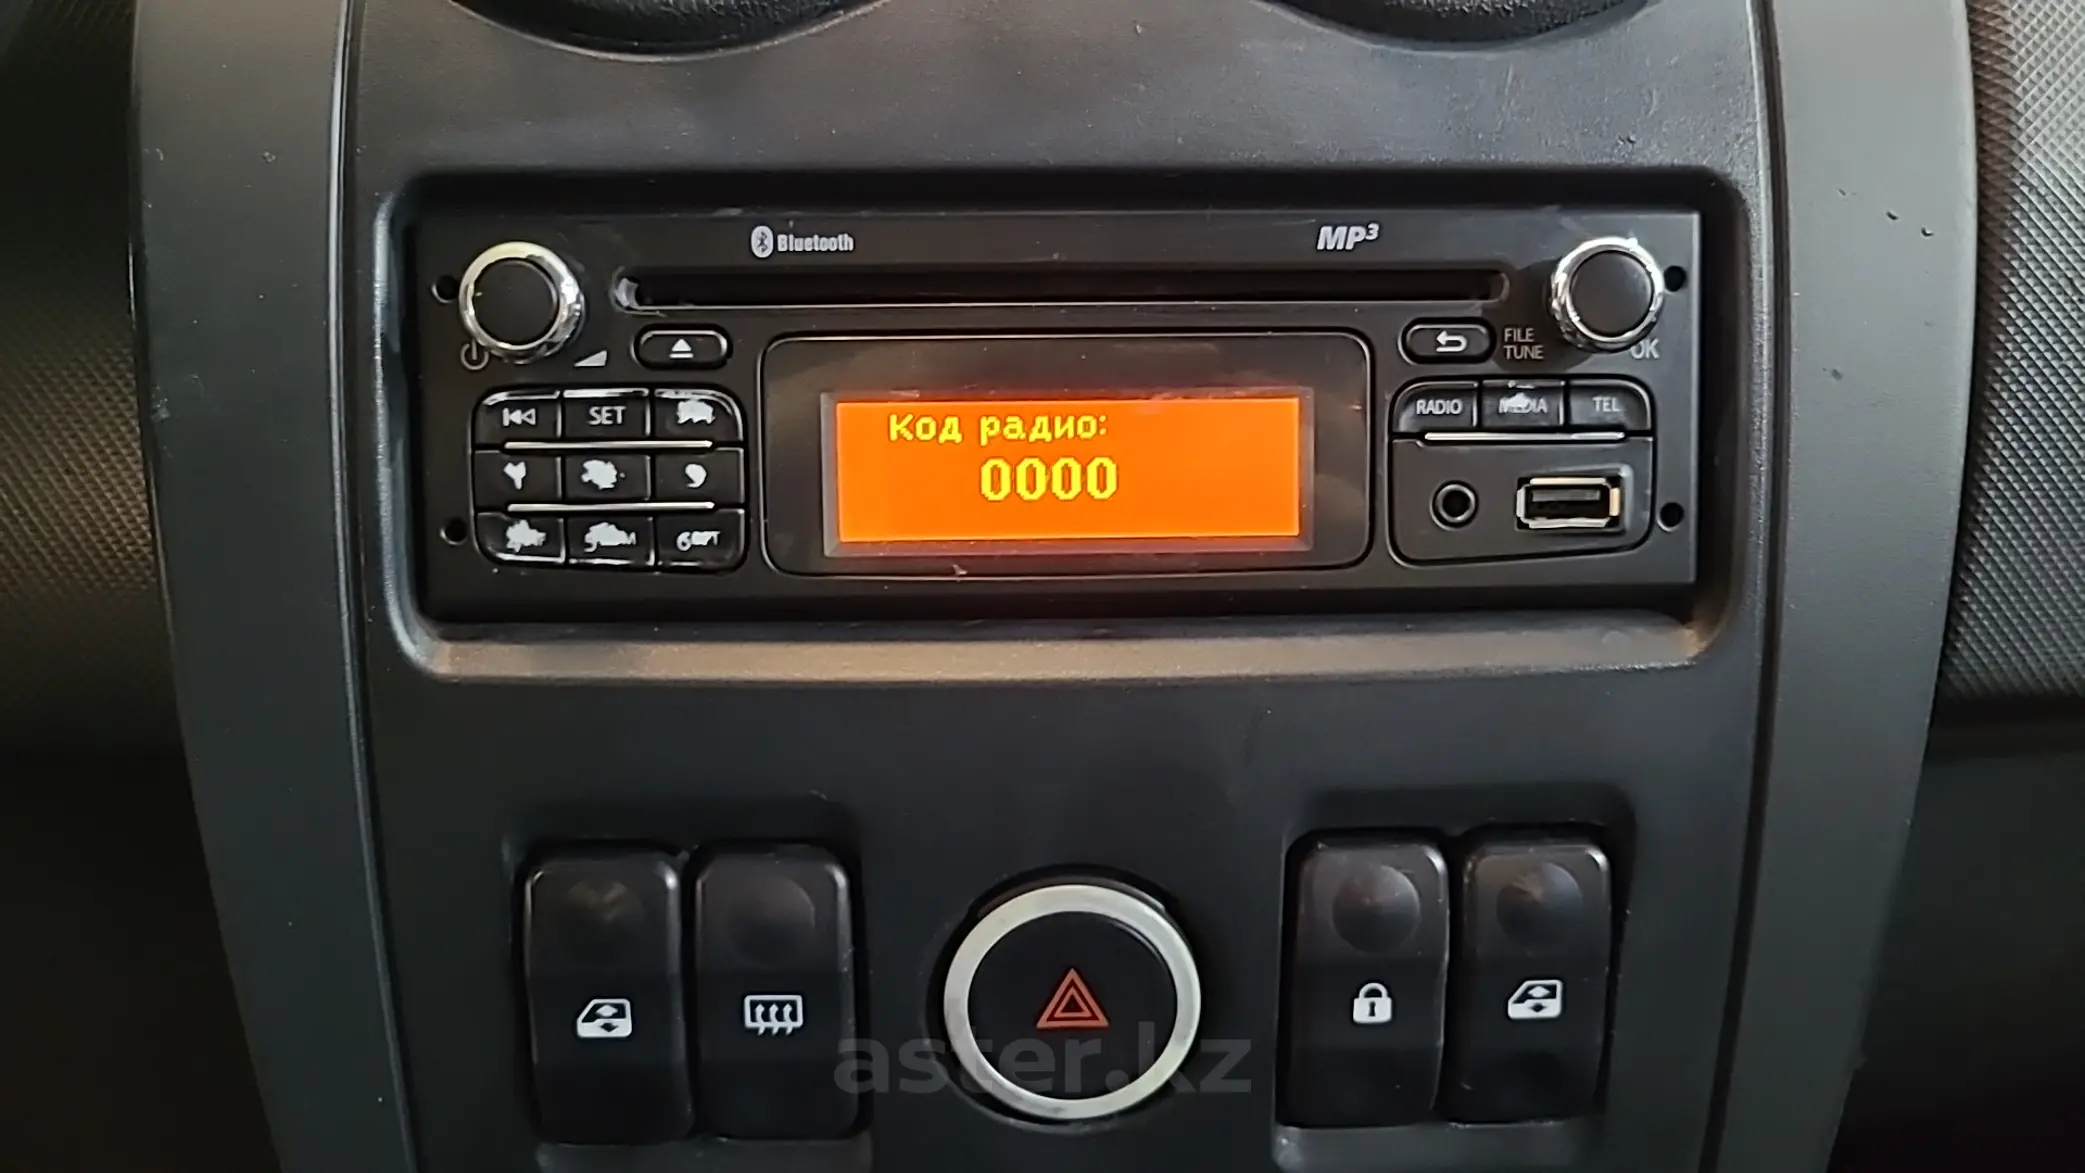 Bluetooth
MP3
FILE
TUNE
OK
SET
RADIO
MEDIA
TEL
Код радио:
0000
aster.kz